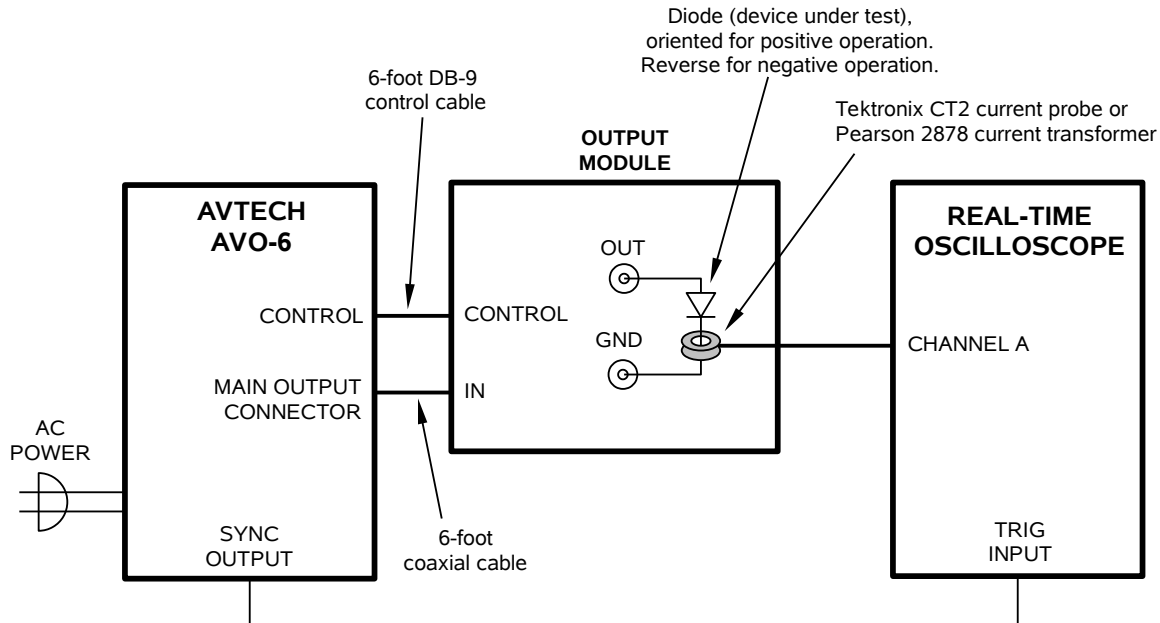 Diode (device under test),
oriented for positive operation.
Reverse for negative operation.
6-foot DB-9
control cable
Tektronix CT2 current probe or
Pearson 2878 current transformer
OUTPUT
MODULE
AVTECH
AVO-6
REAL-TIME
OSCILLOSCOPE
OUT
CONTROL
CONTROL
GND
CHANNEL A
MAIN OUTPUT
CONNECTOR
IN
AC
POWER
SYNC
OUTPUT
6-foot
coaxial cable
TRIG
INPUT